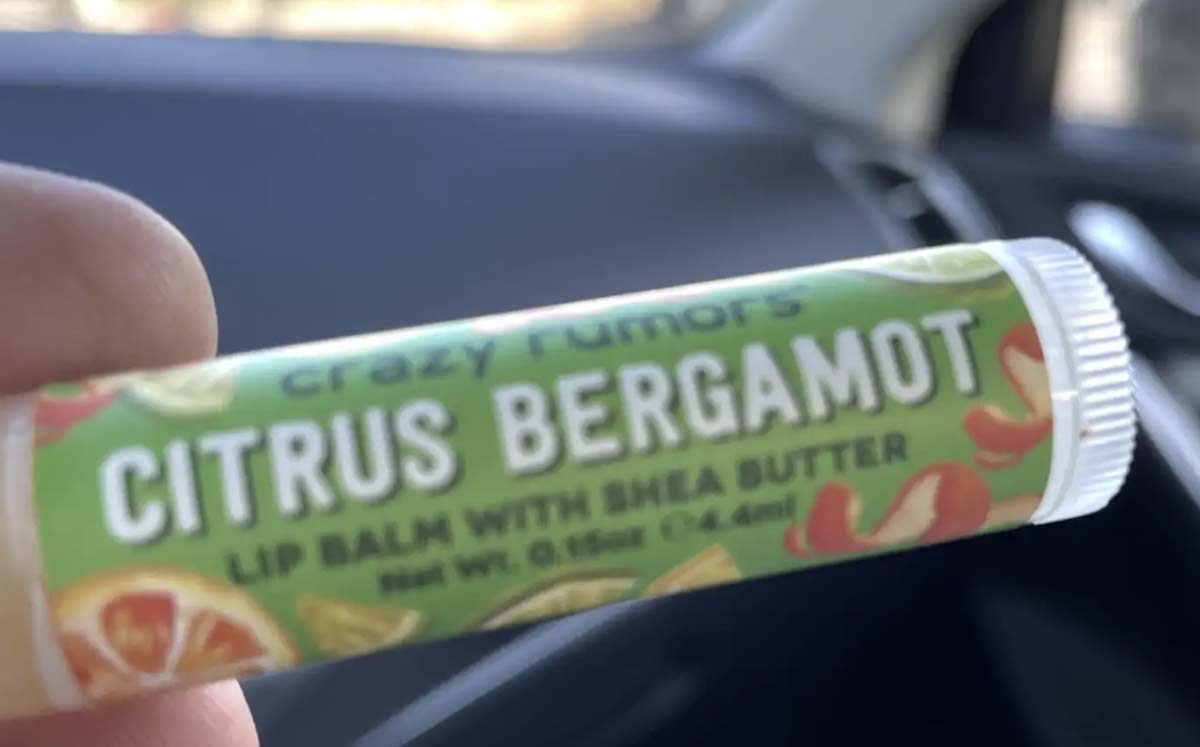 crazy rumors
CITRUS BERGAMOT
LIP BALM WITH SHEA BUTTER
Net Wt. 0.15oz ℮4.4ml